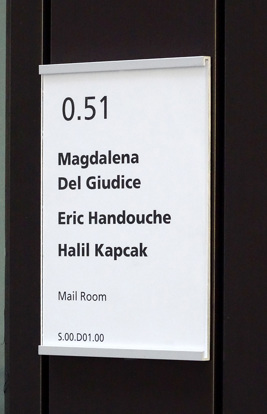 0.51
Magdalena
Del Giudice
Eric Handouche
Halil Kapcak
Mail Room
S.00.D01.00